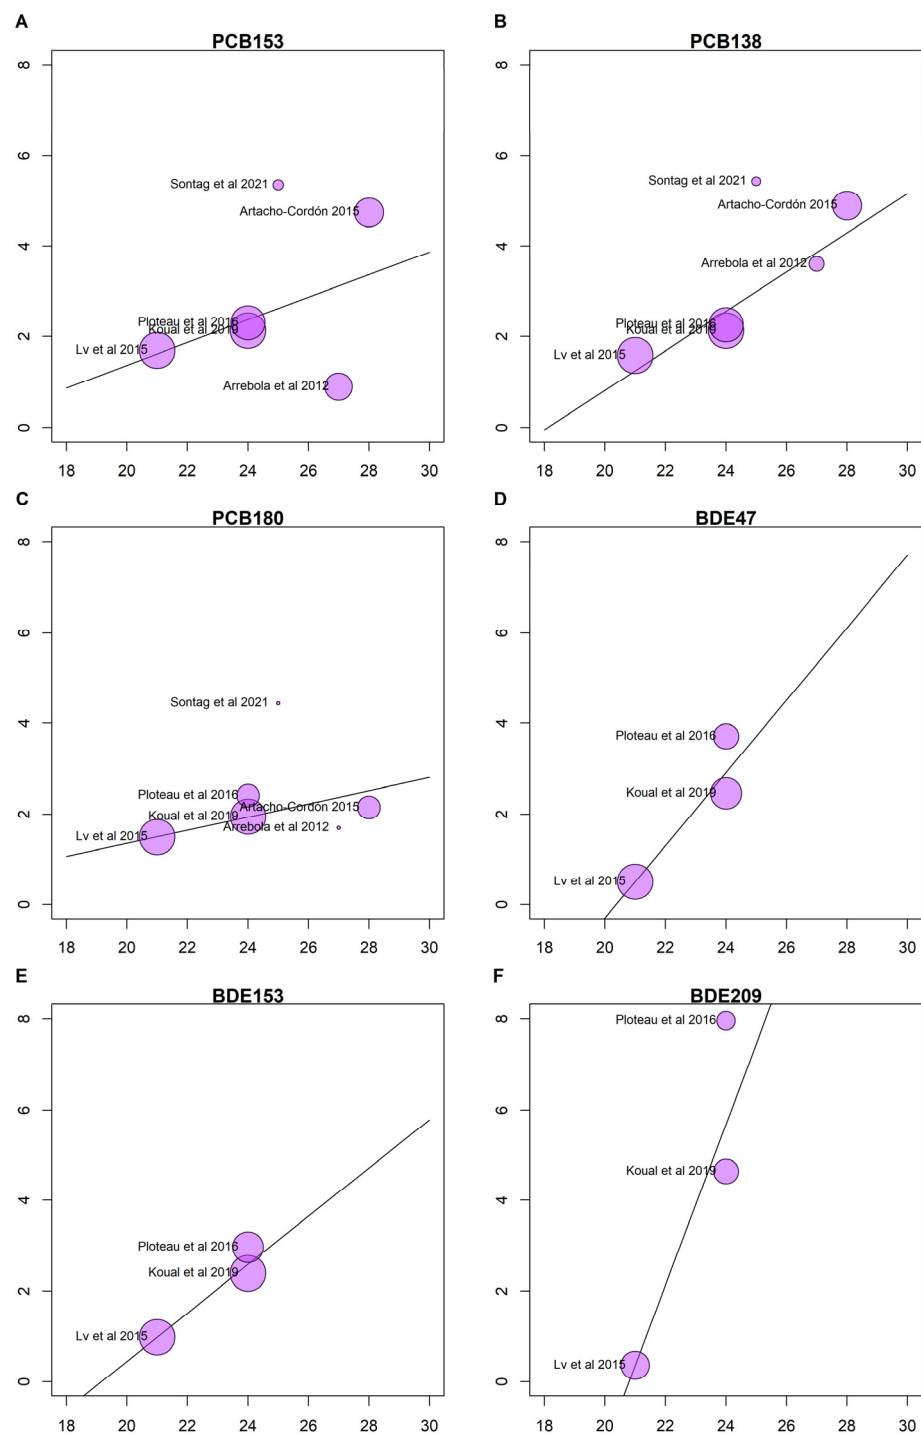 A
PCB153
8
6
4
2
0
Sontag et al 2021
Artacho-Cordón 2015
Ploteau et al 2016
Koual et al 2019
Lv et al 2015
Arrebola et al 2012
18 20 22 24 26 28 30
B
PCB138
8
6
4
2
0
Sontag et al 2021
Artacho-Cordón 2015
Arrebola et al 2012
Ploteau et al 2016
Koual et al 2019
Lv et al 2015
18 20 22 24 26 28 30
C
PCB180
8
6
4
2
0
Sontag et al 2021
Ploteau et al 2016
Artacho-Cordón 2015
Koual et al 2019
Arrebola et al 2012
Lv et al 2015
18 20 22 24 26 28 30
D
BDE47
8
6
4
2
0
Ploteau et al 2016
Koual et al 2019
Lv et al 2015
18 20 22 24 26 28 30
E
BDE153
8
6
4
2
0
Ploteau et al 2016
Koual et al 2019
Lv et al 2015
18 20 22 24 26 28 30
F
BDE209
8
6
4
2
0
Ploteau et al 2016
Koual et al 2019
Lv et al 2015
18 20 22 24 26 28 30